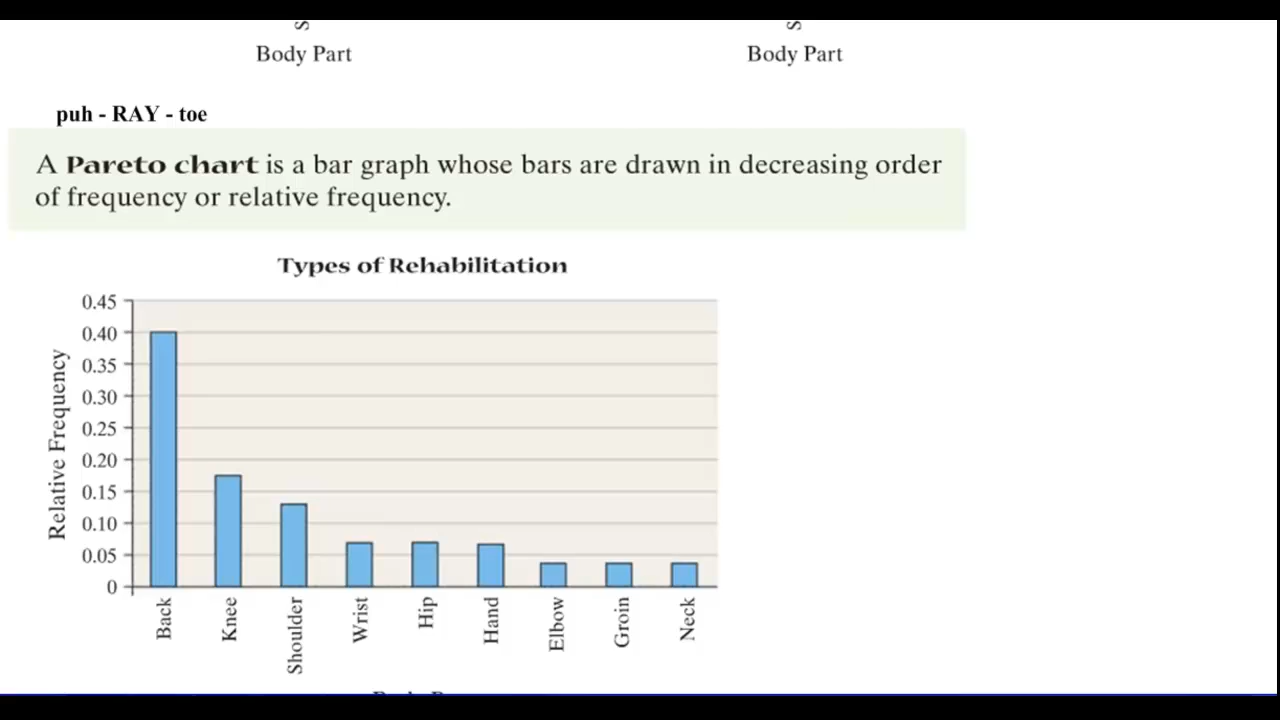 Body Part
Body Part
puh - RAY - toe
A Pareto chart is a bar graph whose bars are drawn in decreasing order
of frequency or relative frequency.
Types of Rehabilitation
Relative Frequency
0.45
0.40
0.35
0.30
0.25
0.20
0.15
0.10
0.05
0
Back
Knee
Shoulder
Wrist
Hip
Hand
Elbow
Groin
Neck